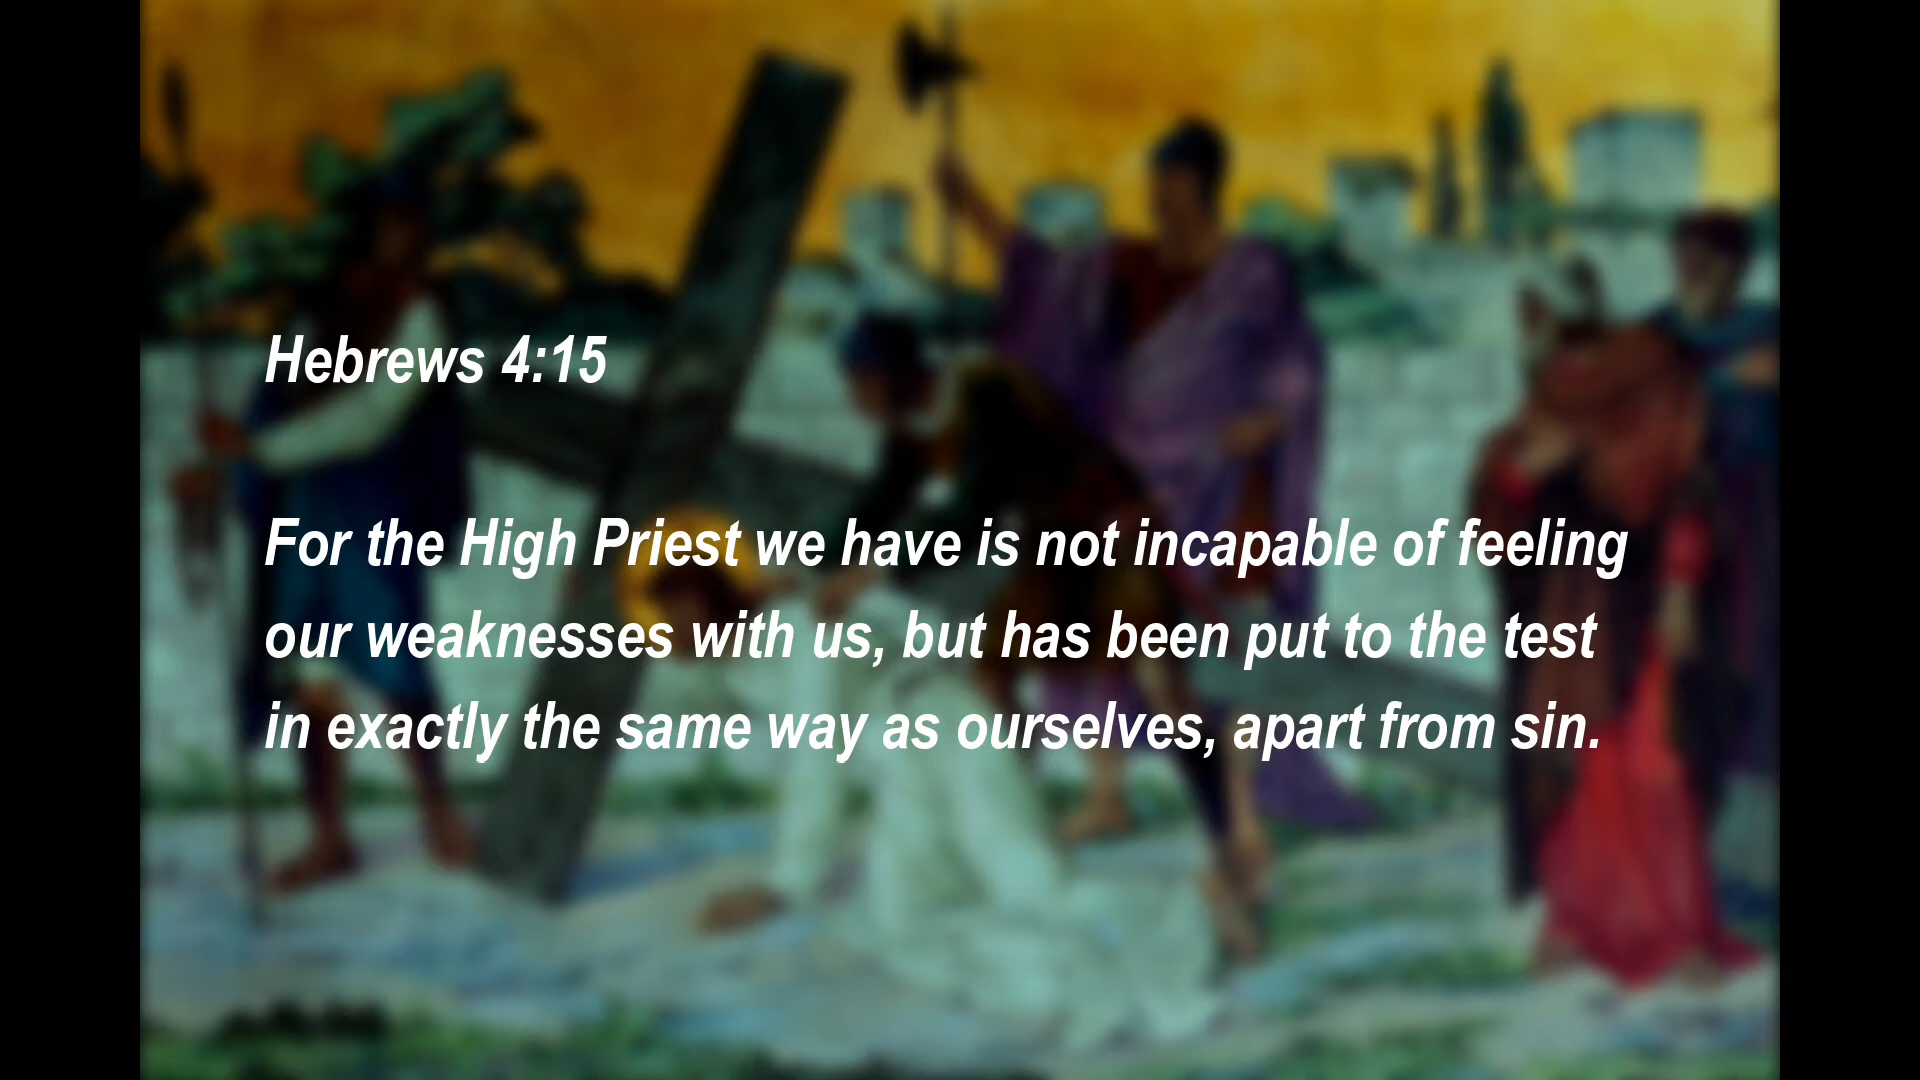 Hebrews 4:15
For the High Priest we have is not incapable of feeling
our weaknesses with us, but has been put to the test
in exactly the same way as ourselves, apart from sin.